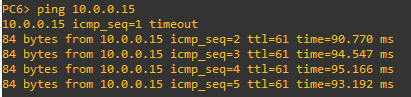 PC6> ping 10.0.0.15
10.0.0.15 icmp_seq=1 timeout
84 bytes from 10.0.0.15 icmp_seq=2 ttl=61 time=90.770 ms
84 bytes from 10.0.0.15 icmp_seq=3 ttl=61 time=94.547 ms
84 bytes from 10.0.0.15 icmp_seq=4 ttl=61 time=95.166 ms
84 bytes from 10.0.0.15 icmp_seq=5 ttl=61 time=93.192 ms